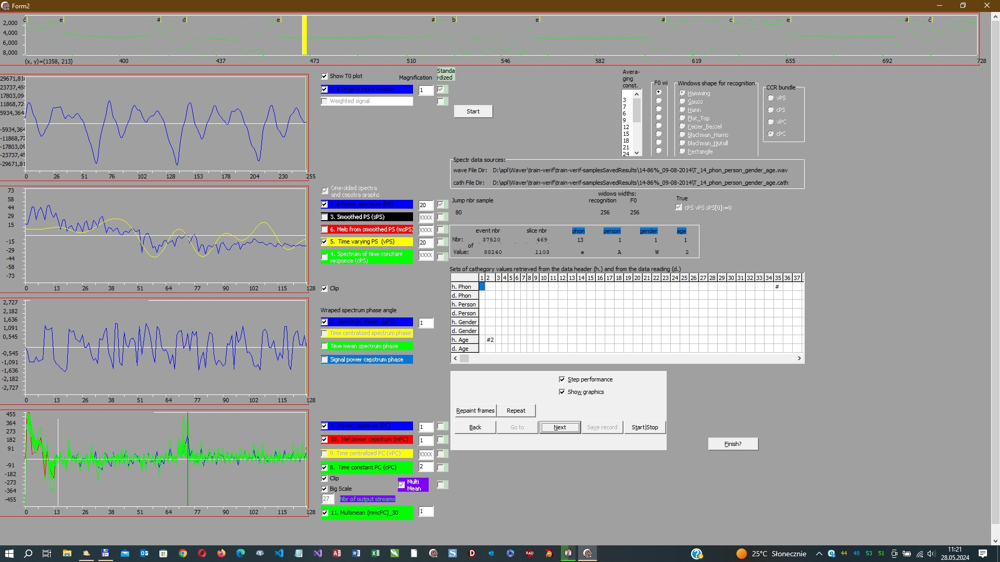 Form2
ć e # d e # b e # c e # ć
2,000
4,000
6,000
8,000
(x, y)=(1358, 213) 400 437 473 510 546 582 619 655 692 728
29671,818
23737,455
17803,09
11868,72
5934,364
-5934,364
-11868,72
-17803,09
-23737,45
-29671,81
0 26 51 77 102 128 153 178 204 230 255
Show T0 plot Magnification Standa
rdized
0. $ Original input window 1
Weighted signal
Start
Avera-
ging
const.
3
7
6
9
12
15
18
21
24
F0 wi
Windows shape for recognition
Hamming
Gauss
Hann
Flat_Top
Keiser_Bessel
Blackman_Harris
Blackman_Nutall
Rectangle
CCR bundle
vPS
cPS
vPC
cPC
Spectr data sources:
wave File Dir: D:\apl\Waver\train-verif\train-verif-samplesSavedResults\14-86%_09-08-2014\T_14_phon_person_gender_age.wav
cath File Dir: D:\apl\Waver\train-verif\train-verif-samplesSavedResults\14-86%_09-08-2014\T_14_phon_person_gender_age.cath
73
58
44
29
15
-15
-29
-44
-58
-73
0 13 26 38 51 64 77 90 102 115 128
One-sided spectra
and cepstra graphs
1. $ Power spectrum (PS) 20
3. Smoothed PS (sPS) XXXX
6. Mels from smoothed PS (msPS) XXXX
5. Time varying PS (vPS) 20
4. Spectrum of time constant
response (cPS) XXXX
Clip
Jump nbr sample
80
widows widths:
recognition F0
256 256
True
cPS vPS sPS[0]:=0
event nbr slice nbr phon person gender age
Nbr: 37520 469 13 1 1 1
of
Value: 88240 1103 e A W 2
Sets of cathegory values retrieved from the data header (h.) and from the data reading (d.)
1 2 3 4 5 6 7 8 9 10 11 12 13 14 15 16 17 18 19 20 21 22 23 24 25 26 27 28 29 30 31 32 33 34 35 36 37
h. Phon #
d. Phon
h. Person
d. Person
h. Gender
d. Gender
h. Age #2
d. Age
2,727
2,182
1,636
1,091
0,545
-0,545
-1,091
-1,636
-2,182
-2,727
0 13 26 38 51 64 77 90 102 115 128
Wraped spectrum phase angle
2. Spectrum phase (aPS) 1
Time centralized spectrum phase
Time mean spectrum phase
Signal power cepstrum phase
Step performance
Show graphics
Repaint frames Repeat
Back Go to Next Save record Start|Stop
Finish?
455
364
273
182
91
-91
-182
-273
-364
-455
0 13 26 38 51 64 77 90 102 115 128
7. Power cepstrum (PC) 1
10. Mel power cepstrum (mPC) 1
9. Time centralized PC (vPC) XXXX
8. Time constant PC (cPC) 2
Clip
Big Scale
Multi
Mean
27 Nbr of output streams
11. Multimean (mmcPC)_30 1
25°C Słonecznie 44 48 53 51 11:21
28.05.2024